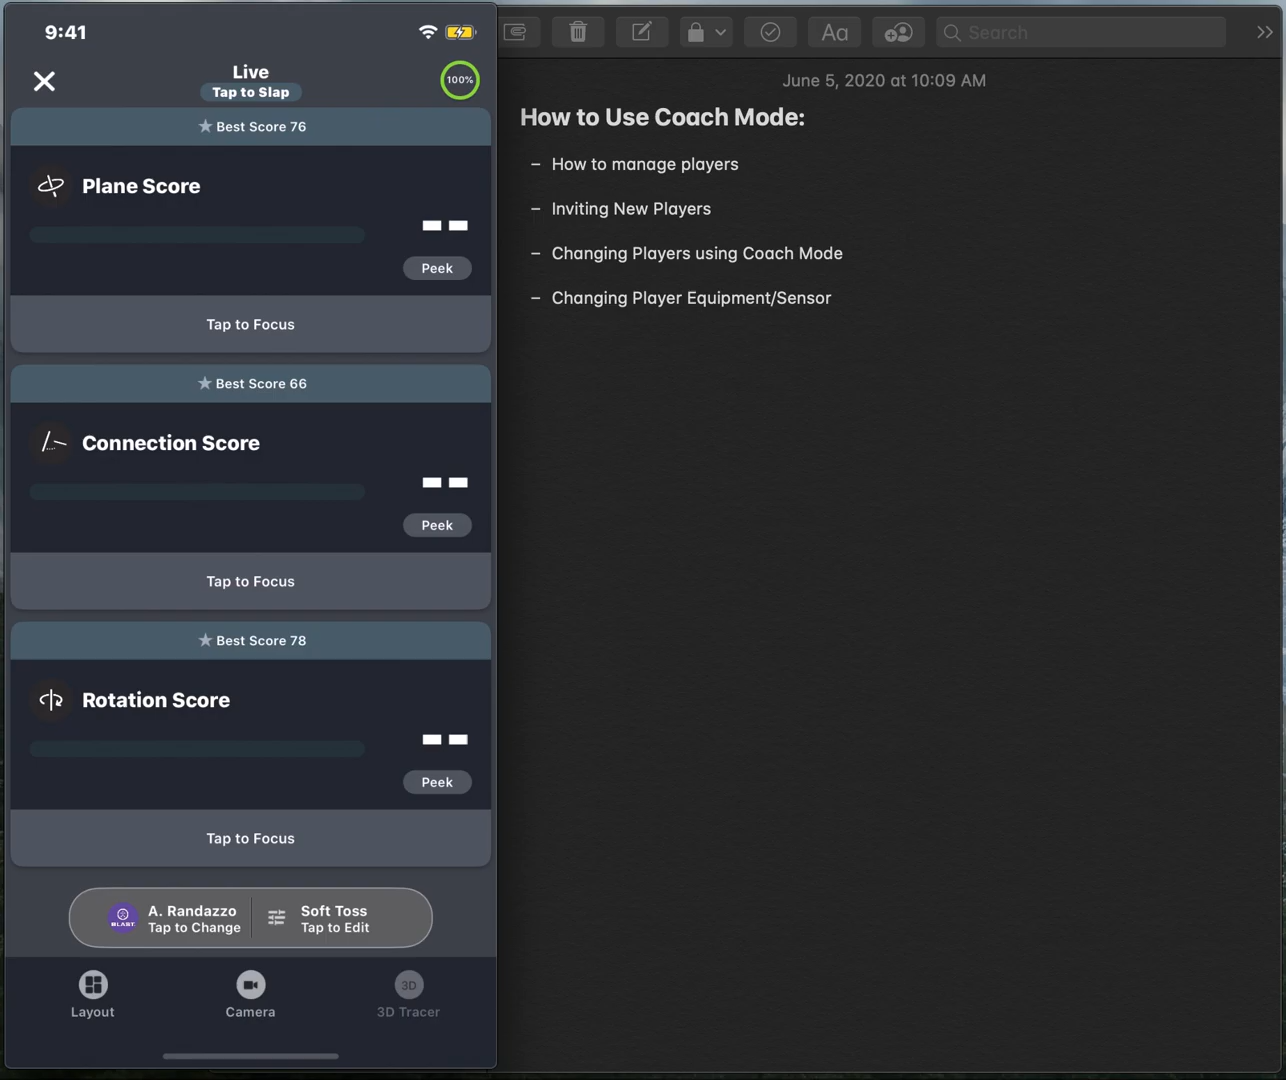 9:41
Live
Tap to Slap
100%
Best Score 76
Plane Score
-- 
Peek
Tap to Focus
Best Score 66
Connection Score
--
Peek
Tap to Focus
Best Score 78
Rotation Score
--
Peek
Tap to Focus
BLAST
A. Randazzo
Tap to Change
Soft Toss
Tap to Edit
Layout
Camera
3D
3D Tracer
Aa
Search
June 5, 2020 at 10:09 AM
How to Use Coach Mode:
– How to manage players
– Inviting New Players
– Changing Players using Coach Mode
– Changing Player Equipment/Sensor